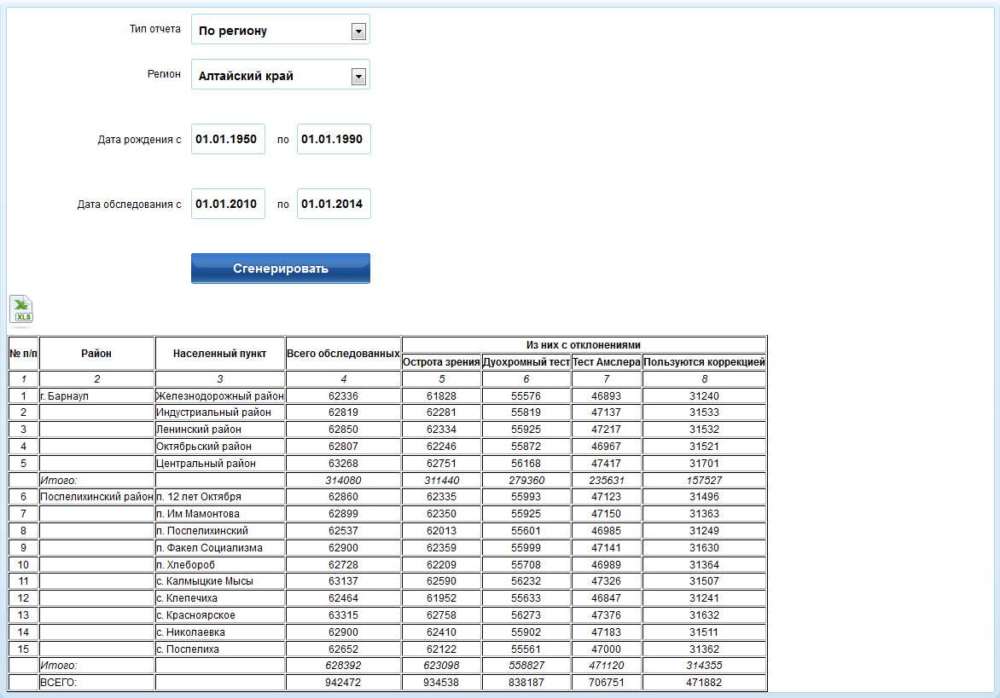 Тип отчета По региону
Регион Алтайский край
Дата рождения с 01.01.1950 по 01.01.1990
Дата обследования с 01.01.2010 по 01.01.2014
Сгенерировать
XLS
№ п/п Район Населенный пункт Всего обследованных Из них с отклонениями
Острота зрения Дуохромный тест Тест Амслера Пользуются коррекцией
1 2 3 4 5 6 7 8
1 г. Барнаул Железнодорожный район 62336 61828 55576 46893 31240
2 Индустриальный район 62819 62281 55819 47137 31533
3 Ленинский район 62850 62334 55925 47217 31532
4 Октябрьский район 62807 62246 55872 46967 31521
5 Центральный район 63268 62751 56168 47417 31701
Итого: 314080 311440 279360 235631 157527
6 Поспелихинский район п. 12 лет Октября 62860 62335 55993 47123 31496
7 п. Им Мамонтова 62899 62350 55925 47150 31363
8 п. Поспелихинский 62537 62013 55601 46985 31249
9 п. Факел Социализма 62900 62359 55999 47141 31630
10 п. Хлебороб 62728 62209 55708 46989 31364
11 с. Калмыцкие Мысы 63137 62590 56232 47326 31507
12 с. Клепечиха 62464 61952 55633 46847 31241
13 с. Красноярское 63315 62758 56273 47376 31632
14 с. Николаевка 62900 62410 55902 47183 31511
15 с. Поспелиха 62652 62122 55561 47000 31362
Итого: 628392 623098 558827 471120 314355
ВСЕГО: 942472 934538 838187 706751 471882